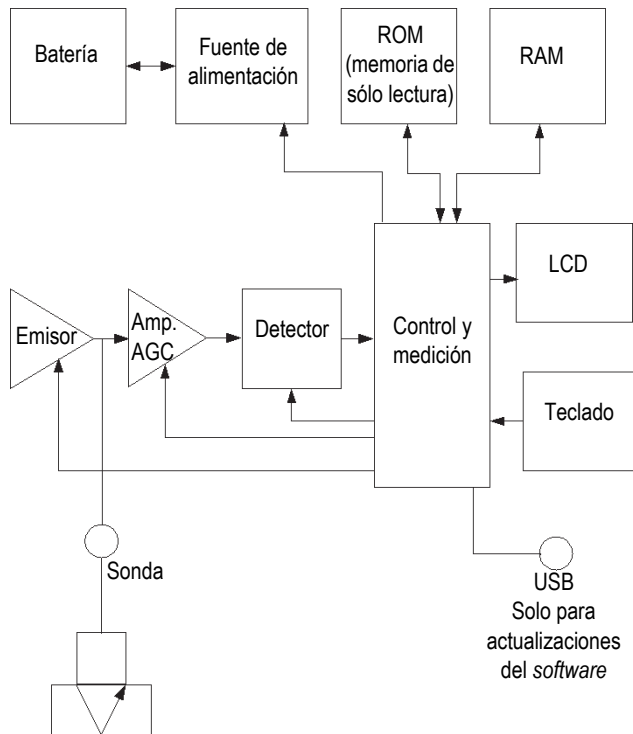 Batería
Fuente de
alimentación
ROM
(memoria de
sólo lectura)
RAM
LCD
Emisor
Amp.
AGC
Detector
Control y
medición
Teclado
Sonda
USB
Solo para
actualizaciones
del software